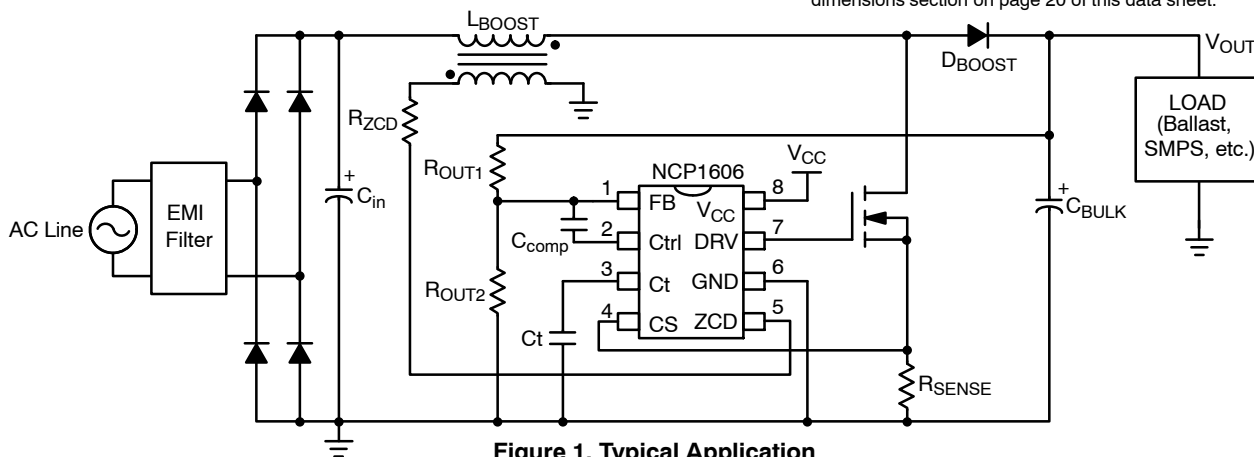 dimensions section on page 20 of this data sheet.
LBOOST
DBOOST
VOUT
LOAD
(Ballast,
SMPS, etc.)
RZCD
ROUT1
VCC
NCP1606
AC Line
EMI
Filter
+
Cin
1
FB
VCC
8
Ccomp
2
Ctrl
DRV
7
+
CBULK
3
Ct
GND
6
ROUT2
4
CS
ZCD
5
Ct
RSENSE
Figure 1. Typical Application